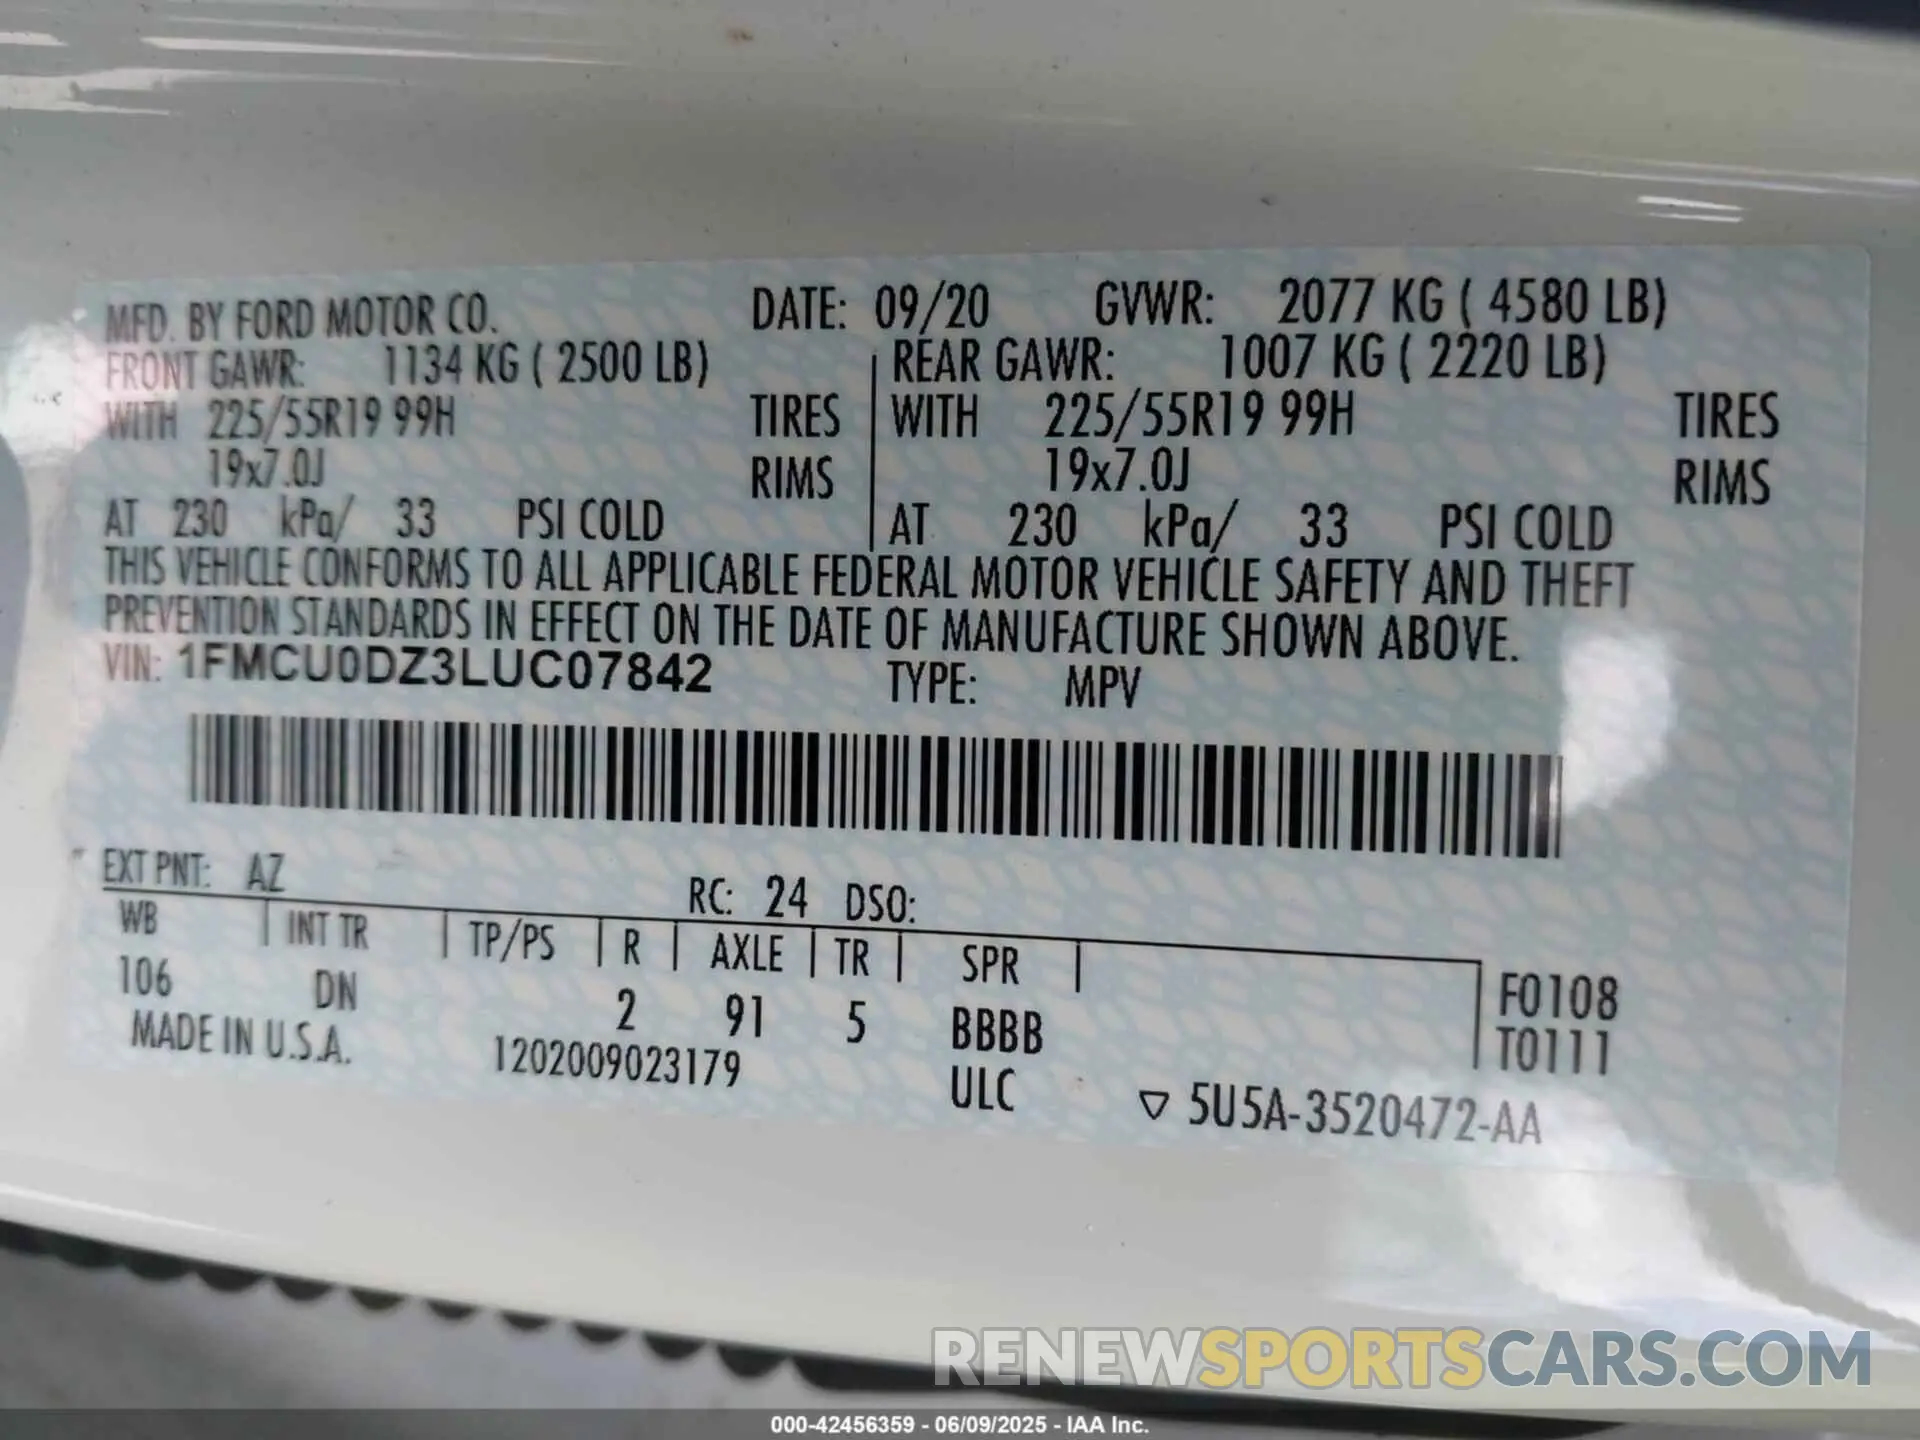 MFD. BY FORD MOTOR CO. DATE: 09/20 GVWR: 2077 KG ( 4580 LB)
FRONT GAWR: 1134 KG ( 2500 LB) REAR GAWR: 1007 KG ( 2220 LB)
WITH 225/55R19 99H TIRES WITH 225/55R19 99H TIRES
19x7.0J RIMS 19x7.0J RIMS
AT 230 kPa/ 33 PSI COLD AT 230 kPa/ 33 PSI COLD
THIS VEHICLE CONFORMS TO ALL APPLICABLE FEDERAL MOTOR VEHICLE SAFETY AND THEFT
PREVENTION STANDARDS IN EFFECT ON THE DATE OF MANUFACTURE SHOWN ABOVE.
VIN: 1FMCU0DZ3LUC07842 TYPE: MPV
EXT PNT: AZ RC: 24 DSO:
WB INT TR TP/PS R AXLE TR SPR
106 DN 2 91 5 BBBB F0108
MADE IN U.S.A. 1202009023179 ULC T0111
▽ 5U5A-3520472-AA
RENEWSPORTSCARS.COM
000-42456359 - 06/09/2025 - IAA Inc.